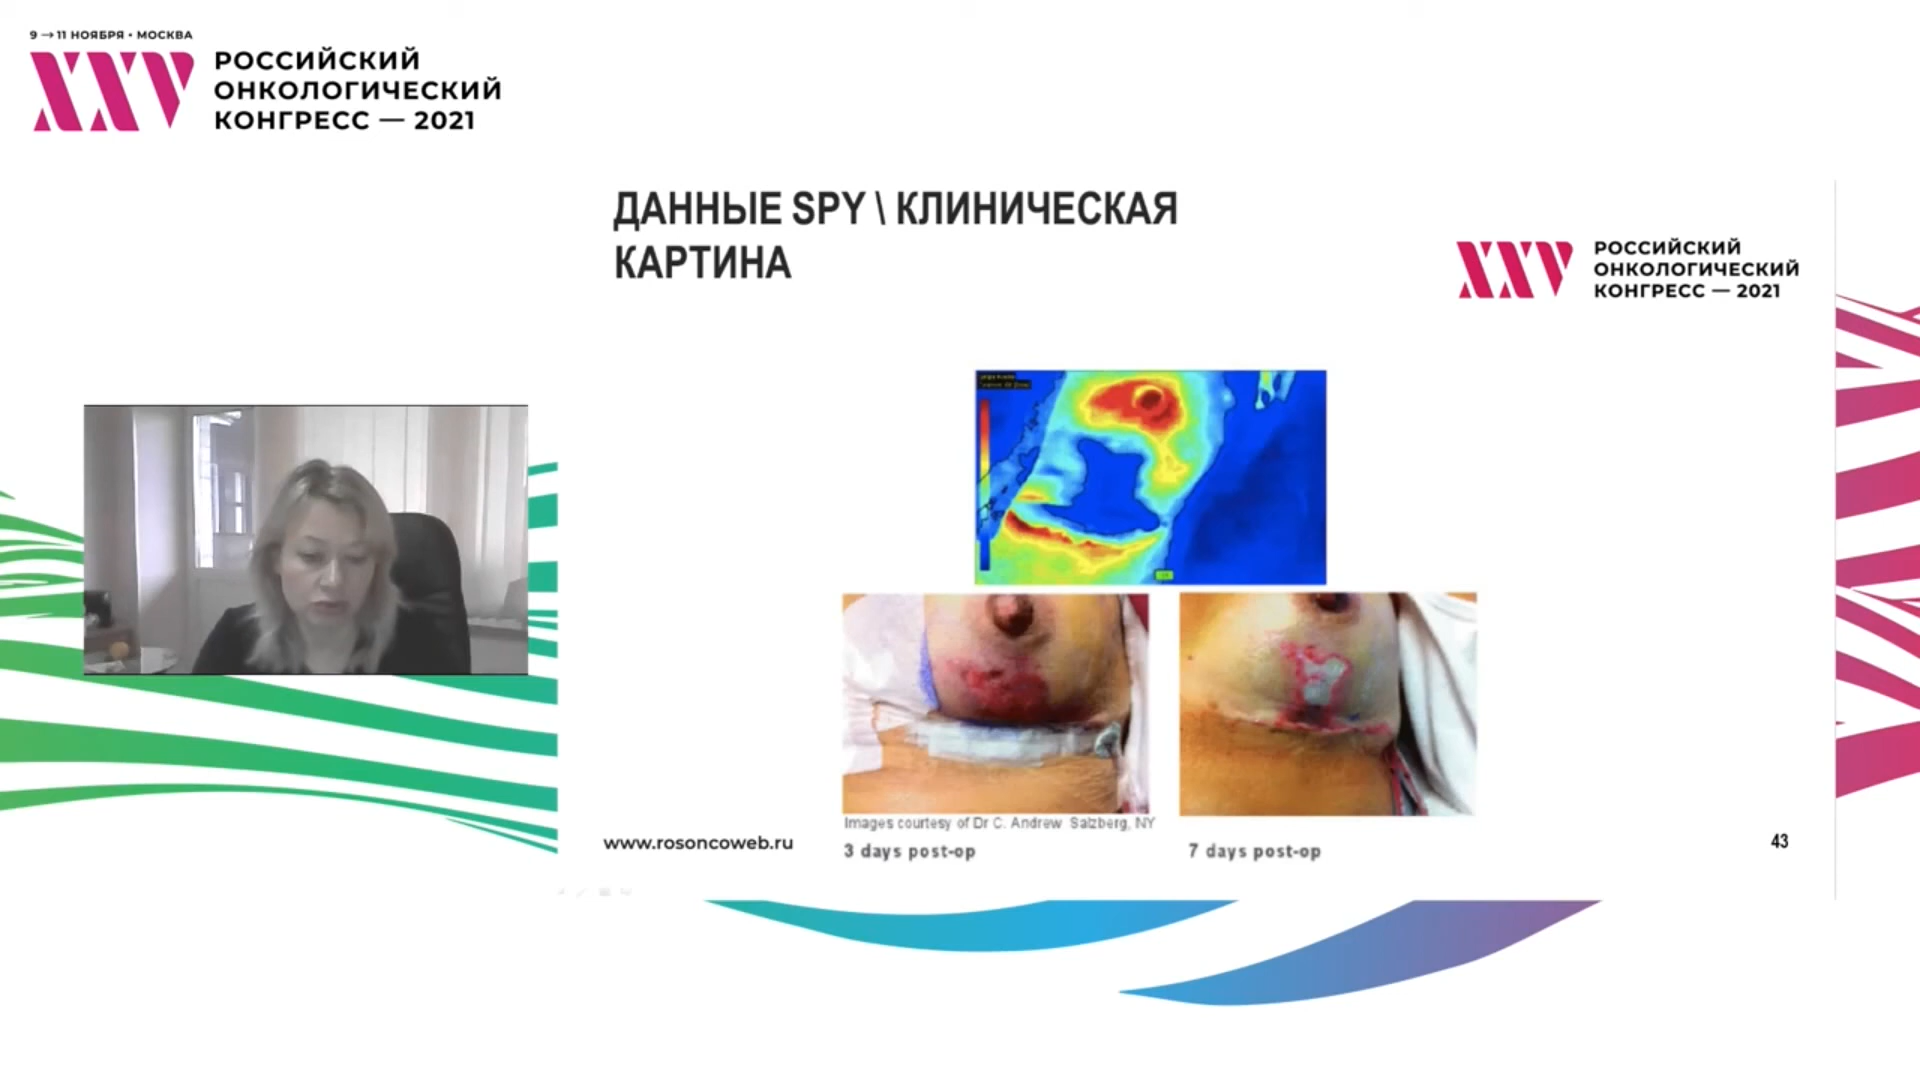 9 → 11 НОЯБРЯ • МОСКВА
XXV
РОССИЙСКИЙ
ОНКОЛОГИЧЕСКИЙ
КОНГРЕСС — 2021
ДАННЫЕ SPY \ КЛИНИЧЕСКАЯ
КАРТИНА
XXV
РОССИЙСКИЙ
ОНКОЛОГИЧЕСКИЙ
КОНГРЕСС — 2021
Images courtesy of Dr C. Andrew Salzberg, NY
3 days post-op
7 days post-op
www.rosoncoweb.ru
43